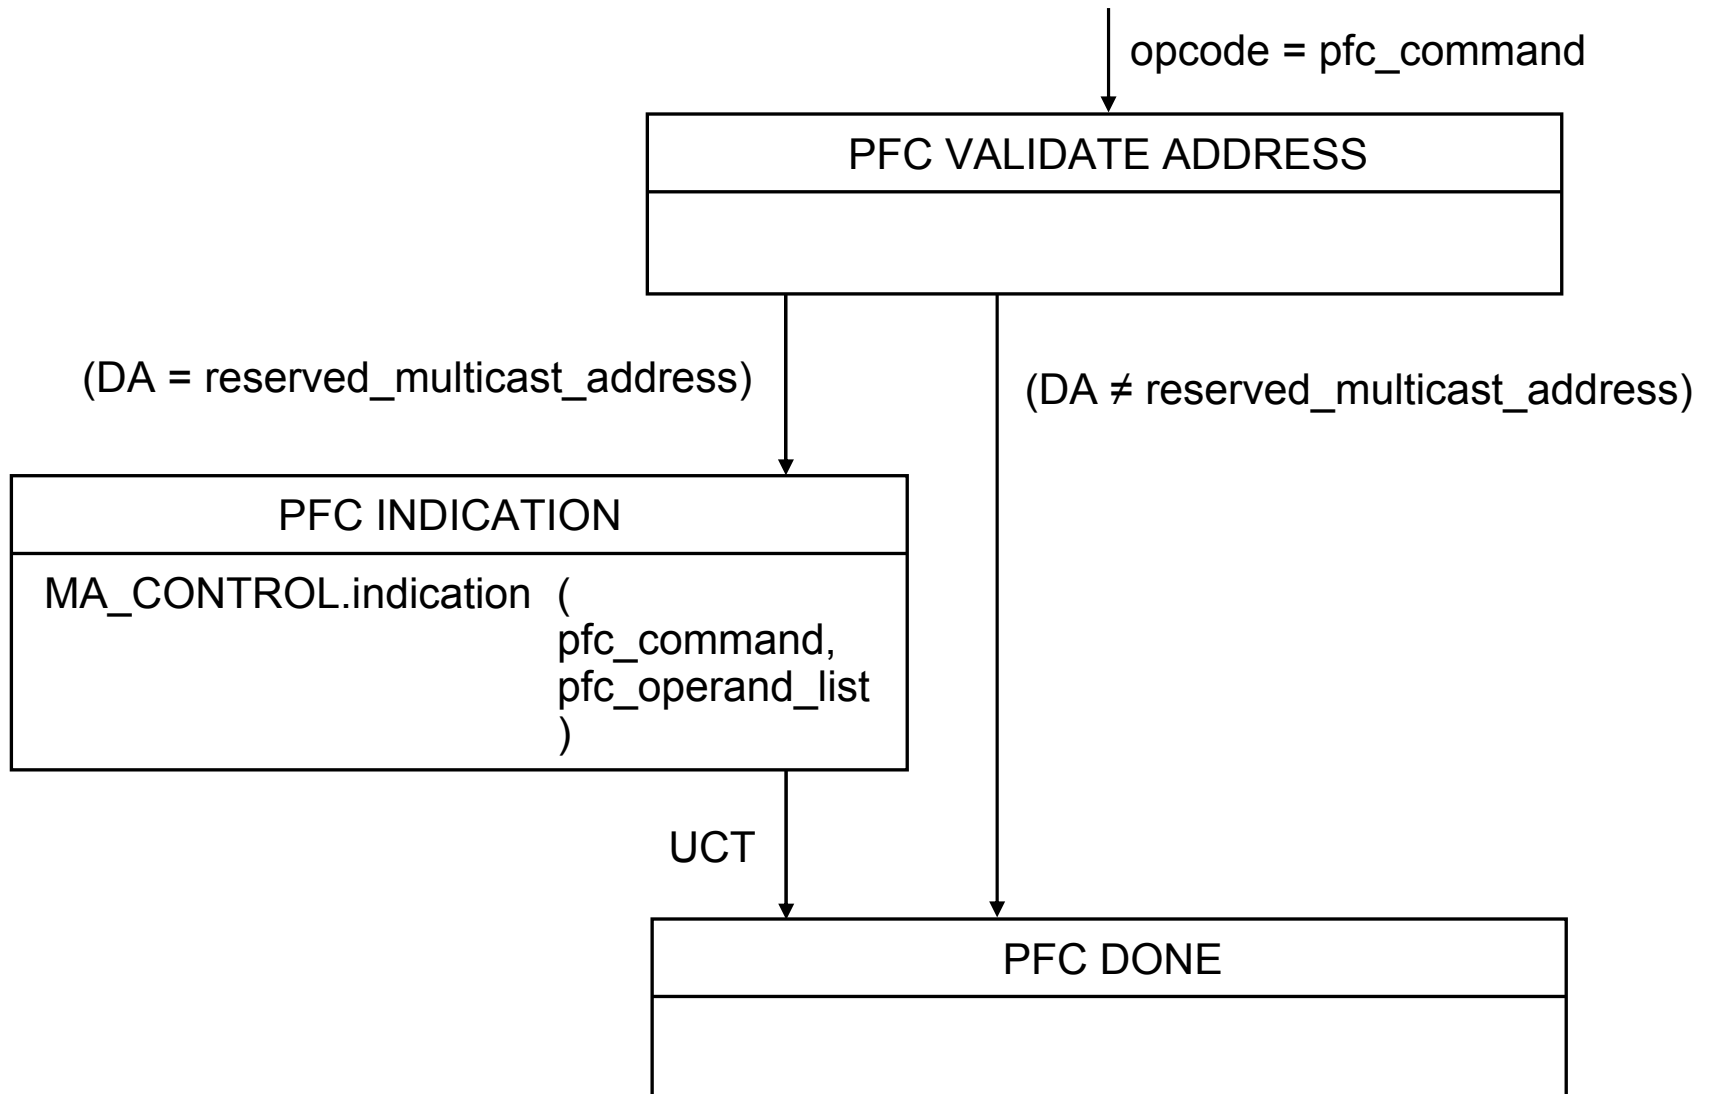 opcode = pfc_command
PFC VALIDATE ADDRESS
(DA = reserved_multicast_address)
(DA ≠ reserved_multicast_address)
PFC INDICATION
MA_CONTROL.indication (
pfc_command,
pfc_operand_list
)
UCT
PFC DONE